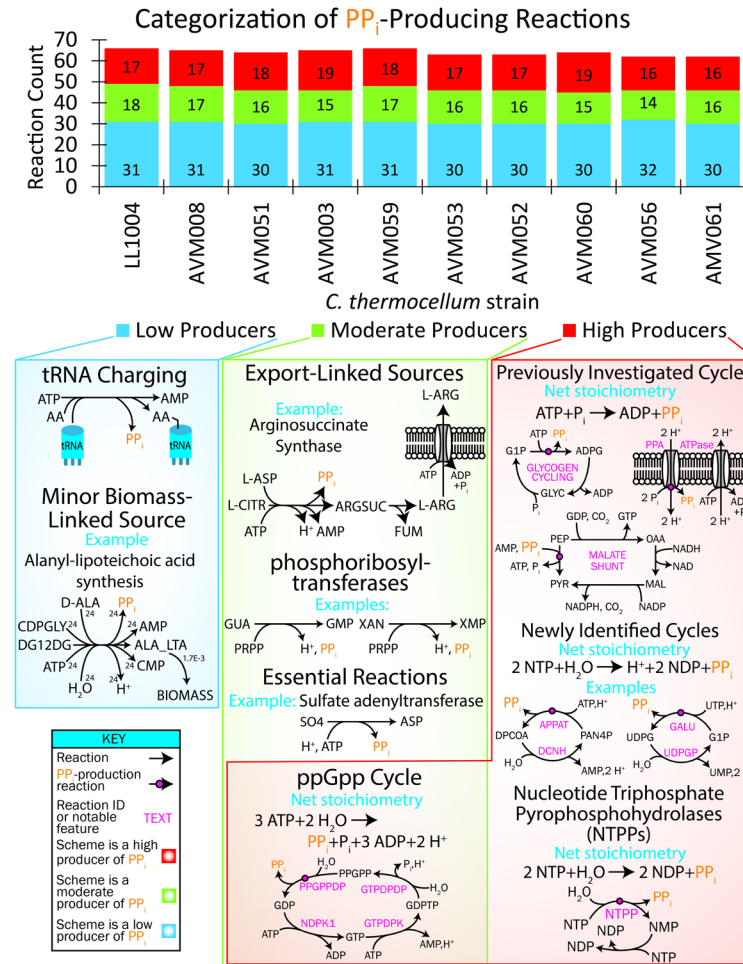 Categorization of PPi-Producing Reactions
Reaction Count
70
60
50
40
30
20
10
0
17 17 18 19 18 17 17 19 16 16
18 17 16 15 17 16 16 15 14 16
31 31 30 31 31 30 30 30 32 30
LL1004 AVM008 AVM051 AVM003 AVM059 AVM053 AVM052 AVM060 AVM056 AMV061
C. thermocellum strain
Low Producers Moderate Producers High Producers
tRNA Charging
ATP AMP
AA AA
PPi
tRNA tRNA
Minor Biomass-
Linked Source
Example
Alanyl-lipoteichoic acid
synthesis
D-ALA PPi
24 24
CDPGLY 24 24 AMP
DG12DG 24 ALA_LTA
ATP 24 24 CMP 1.7E-3
24 24
H2O H+
BIOMASS
KEY
Reaction
PPi-production
reaction
Reaction ID
or notable
feature
TEXT
Scheme is a high
producer of PPi
Scheme is a
moderate
producer of PPi
Scheme is a low
producer of PPi
Export-Linked Sources
L-ARG
Example:
Arginosuccinate
Synthase
ATP ADP
+Pi
L-ASP PPi
L-CITR ARGSUC L-ARG
ATP H+ AMP FUM
phosphoribosyl-
transferases
Examples:
GUA GMP XAN XMP
PRPP H+, PPi PRPP H+, PPi
Essential Reactions
Example: Sulfate adenyltransferase
SO4 ASP
H+, ATP PPi
ppGpp Cycle
Net stoichiometry
3 ATP+2 H2O
PPi+Pi+3 ADP+2 H+
PPi H2O PPGPP Pi,H+
PPGPPDP GTPDPDP H2O
GDP GDPTP
NDPK1 GTPDPDK
ATP GTP ATP AMP,H+
ADP
Previously Investigated Cycle
Net stoichiometry
ATP+Pi ADP+PPi
ATP PPi
G1P ADPG
GLYCOGEN
CYCLING
GLYC ADP
Pi
2 H+ 2 H+
PPA ATPase
2 Pi PPi ATP AD
+P
2 H+ 2 H+
GDP, CO2 GTP
PEP OAA
AMP, PPi NADH
MALATE
SHUNT
ATP, Pi NAD
PYR MAL
NADPH, CO2 NADP
Newly Identified Cycles
Net stoichiometry
2 NTP+H2O H++2 NDP+PPi
Examples
PPi ATP,H+ PPi UTP,H+
APPAT GALU
DPCOA PAN4P UDPG G1P
DCNH UDPGP
H2O AMP,2 H+ H2O UMP,2
Nucleotide Triphosphate
Pyrophosphohydrolases
(NTPPs)
Net stoichiometry
2 NTP+H2O 2 NDP+PPi
H2O PPi
NTPP
NTP NMP
NDP
NDP NTP